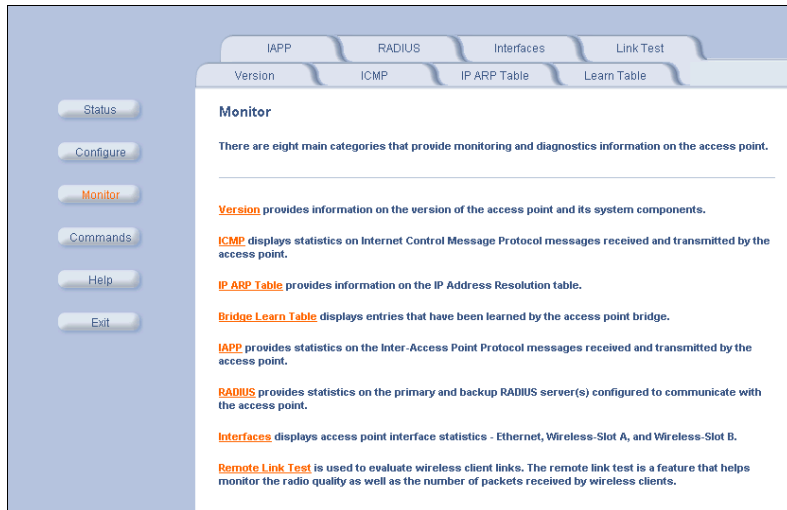 IAPP RADIUS Interfaces Link Test
Version ICMP IP ARP Table Learn Table
Status
Configure
Monitor
Commands
Help
Exit
Monitor
There are eight main categories that provide monitoring and diagnostics information on the access point.
Version provides information on the version of the access point and its system components.
ICMP displays statistics on Internet Control Message Protocol messages received and transmitted by the
access point.
IP ARP Table provides information on the IP Address Resolution table.
Bridge Learn Table displays entries that have been learned by the access point bridge.
IAPP provides statistics on the Inter-Access Point Protocol messages received and transmitted by the
access point.
RADIUS provides statistics on the primary and backup RADIUS server(s) configured to communicate with
the access point.
Interfaces displays access point interface statistics - Ethernet, Wireless-Slot A, and Wireless-Slot B.
Remote Link Test is used to evaluate wireless client links. The remote link test is a feature that helps
monitor the radio quality as well as the number of packets received by wireless clients.